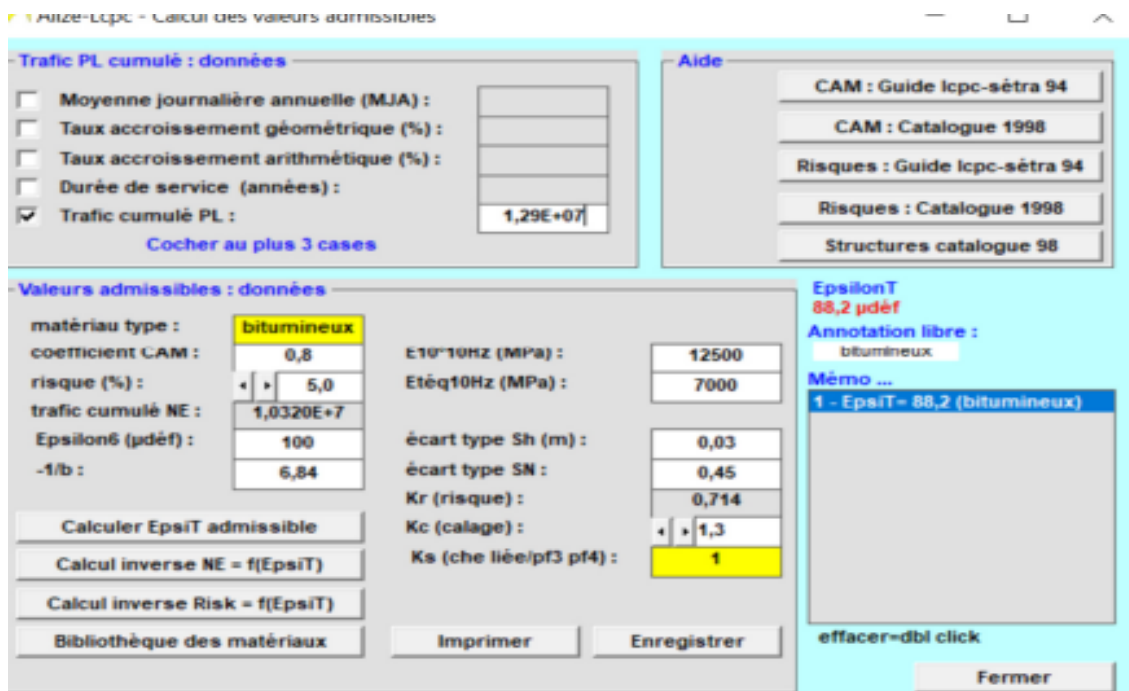 Alizé-Lcpc - Calcul des valeurs admissibles
Trafic PL cumulé : données
Moyenne journalière annuelle (MJA) :
Taux accroissement géométrique (%) :
Taux accroissement arithmétique (%) :
Durée de service (années) :
Trafic cumulé PL : 1,29E+07
Cocher au plus 3 cases
Aide
CAM : Guide lcpc-sétra 94
CAM : Catalogue 1998
Risques : Guide lcpc-sétra 94
Risques : Catalogue 1998
Structures catalogue 98
Valeurs admissibles : données
matériau type : bitumineux
coefficient CAM : 0,8
risque (%) : 5,0
trafic cumulé NE : 1,0320E+7
Epsilon6 (µdéf) : 100
-1/b : 6,84
E10°10Hz (MPa) : 12500
Etéq10Hz (MPa) : 7000
écart type Sh (m) : 0,03
écart type SN : 0,45
Kr (risque) : 0,714
Kc (calage) : 1,3
Ks (che liée/pf3 pf4) : 1
Calculer EpsiT admissible
Calcul inverse NE = f(EpsiT)
Calcul inverse Risk = f(EpsiT)
Bibliothèque des matériaux
Imprimer
Enregistrer
EpsilonT
88,2 µdéf
Annotation libre :
bitumineux
Mémo ...
1 - EpsiT= 88,2 (bitumineux)
effacer=dbl click
Fermer